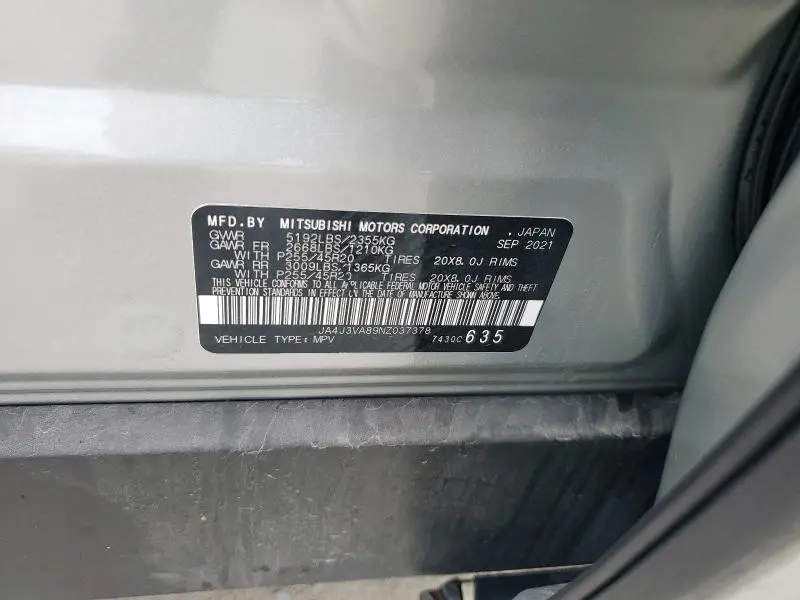 MFD.BY MITSUBISHI MOTORS CORPORATION , JAPAN
GVWR 5192LBS/2355KG SEP 2021
GAWR FR 2668LBS/1210KG
WITH P255/45R20 TIRES 20X8.0J RIMS
GAWR RR 3009LBS/1365KG
WITH P255/45R20 TIRES 20X8.0J RIMS
THIS VEHICLE CONFORMS TO ALL APPLICABLE FEDERAL MOTOR VEHICLE SAFETY AND THEFT
PREVENTION STANDARDS IN EFFECT ON THE DATE OF MANUFACTURE SHOWN ABOVE.
JA4J3VA89NZ037378
VEHICLE TYPE: MPV 7430C 635